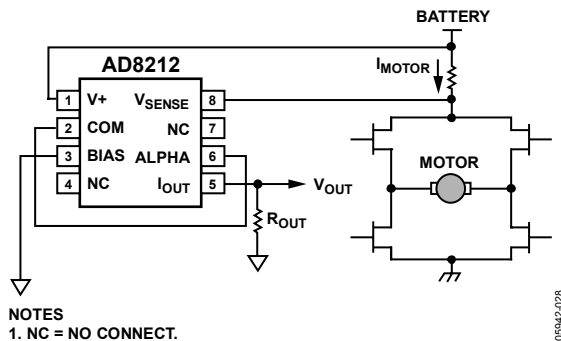 BATTERY
AD8212
IMOTOR
1 V+ VSENSE 8
2 COM NC 7
3 BIAS ALPHA 6
4 NC IOUT 5
VOUT
ROUT
MOTOR
NOTES
1. NC = NO CONNECT.
05942-028